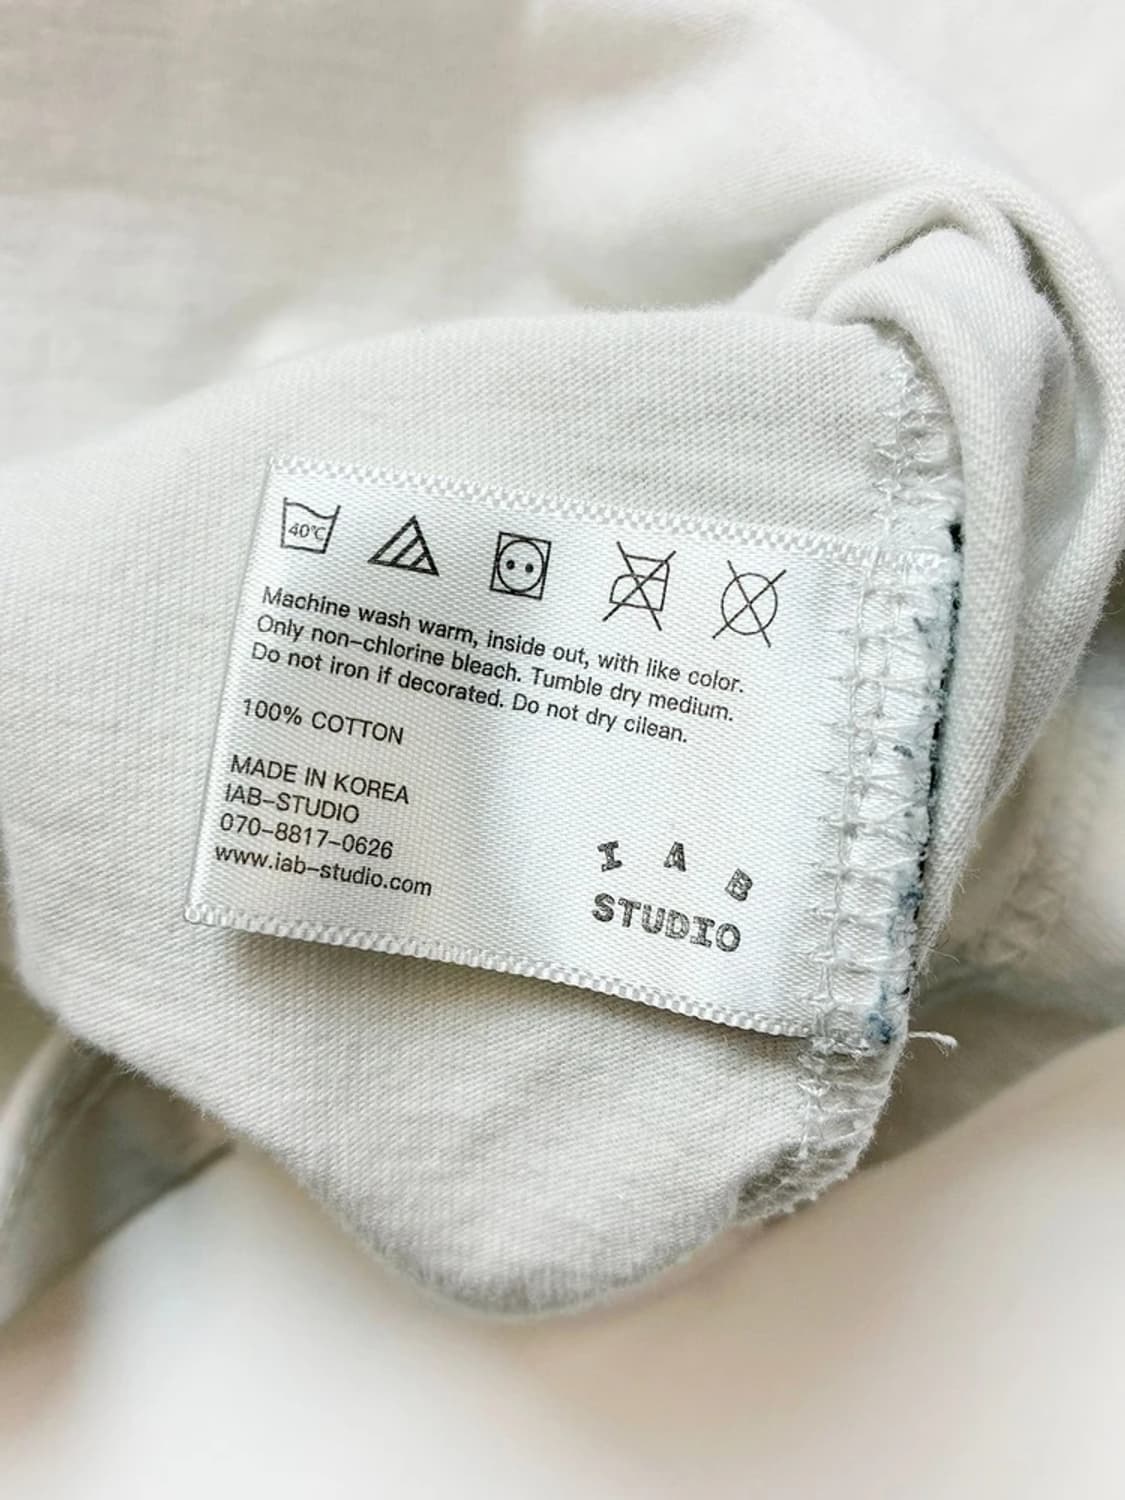 40℃
Machine wash warm, inside out, with like color.
Only non-chlorine bleach. Tumble dry medium.
Do not iron if decorated. Do not dry cilean.
100% COTTON
MADE IN KOREA
IAB-STUDIO
070-8817-0626
www.iab-studio.com
I A B
STUDIO